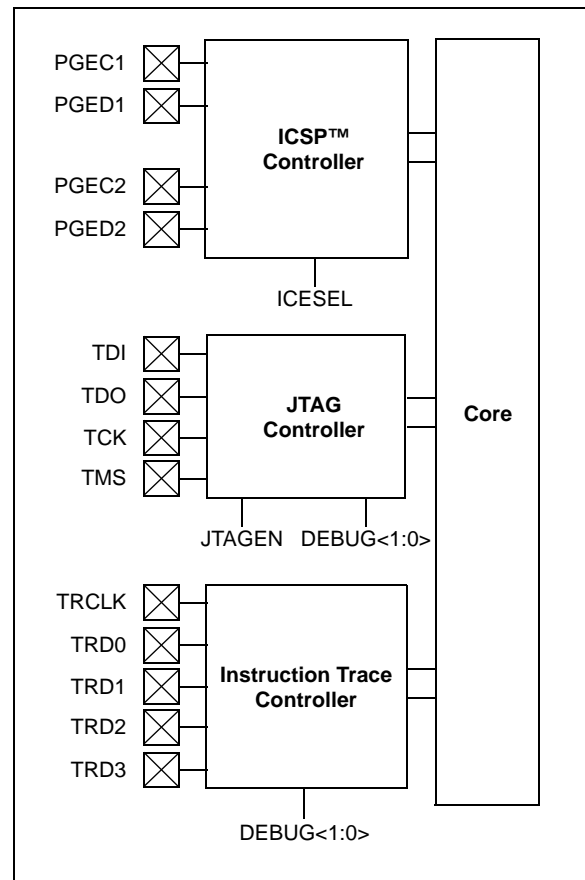 PGEC1
PGED1
PGEC2
PGED2
ICSP™
Controller
ICESEL
TDI
TDO
TCK
TMS
JTAG
Controller
JTAGEN
DEBUG<1:0>
Core
TRCLK
TRD0
TRD1
TRD2
TRD3
Instruction Trace
Controller
DEBUG<1:0>